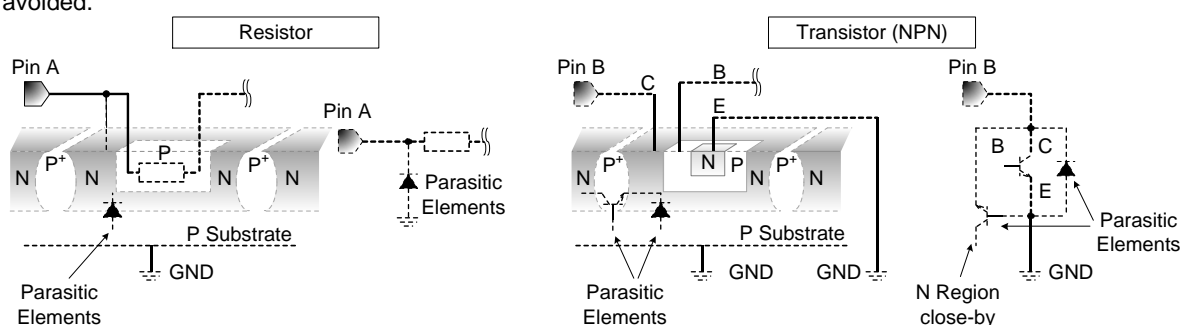 avoided.
Resistor
Transistor (NPN)
Pin A
Pin A
N P+ N P N P+ N
Parasitic
Elements
P Substrate
GND
Parasitic
Elements
Pin B
C
B
E
N P+ N P N P+ N
P Substrate
GND
GND
Parasitic
Elements
Pin B
B C
E
Parasitic
Elements
GND
N Region
close-by